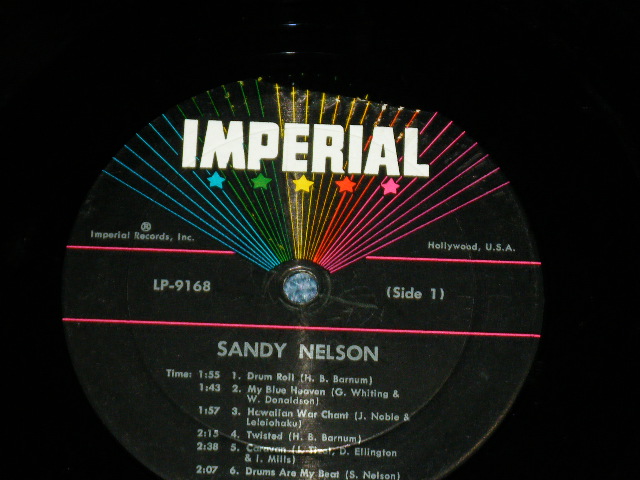 IMPERIAL
®
Imperial Records, Inc.
Hollywood, U.S.A.
LP-9168
(Side 1)
SANDY NELSON
Time: 1:55 1. Drum Roll (H. B. Barnum)
1:43 2. My Blue Heaven (G. Whiting &
W. Donaldson)
1:57 3. Hawaiian War Chant (J. Noble &
Leleiohaku)
2:15 4. Twisted (H. B. Barnum)
2:38 5. Caravan (J. Tizol, D. Ellington
& I. Mills)
2:07 6. Drums Are My Beat (S. Nelson)